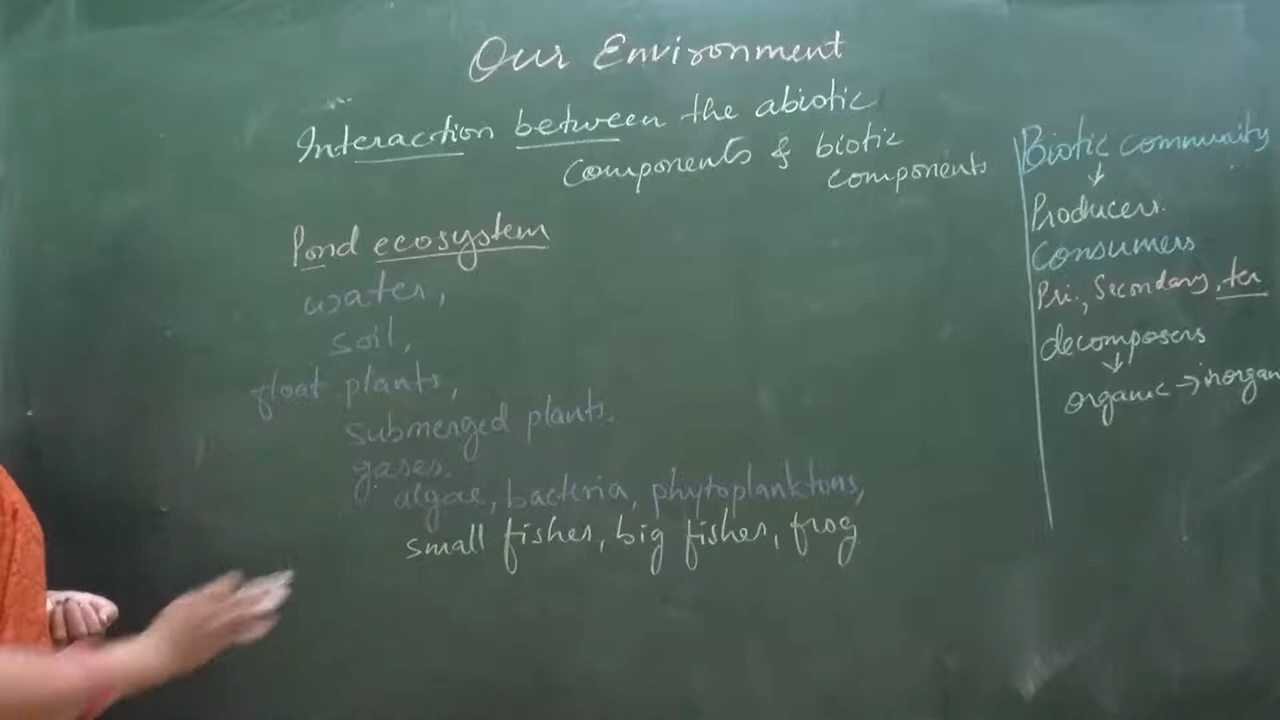 Our Environment
Interaction between the abiotic
components & biotic
components
Pond ecosystem
water,
soil,
float plants,
submerged plants.
gases.
algae, bacteria, phytoplanktons,
small fishes, big fishes, frog
Biotic community
↓
Producers.
Consumers
Pri., Secondary, ter
decomposers
↓
organic → inorgan